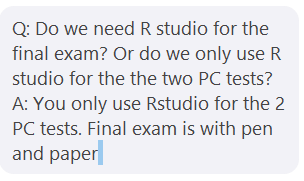 Q: Do we need R studio for the
final exam? Or do we only use R
studio for the the two PC tests?
A: You only use Rstudio for the 2
PC tests. Final exam is with pen
and paper